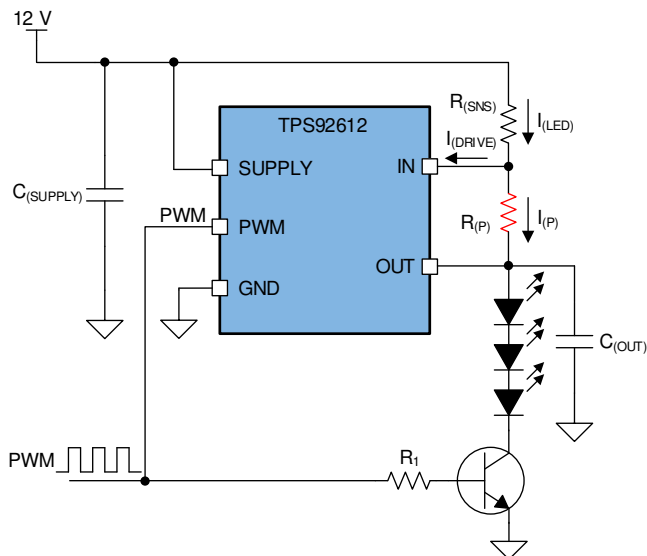 12 V
TPS92612
R(SNS)
I(LED)
I(DRIVE)
SUPPLY
IN
C(SUPPLY)
PWM
PWM
R(P)
I(P)
OUT
GND
C(OUT)
PWM
R1